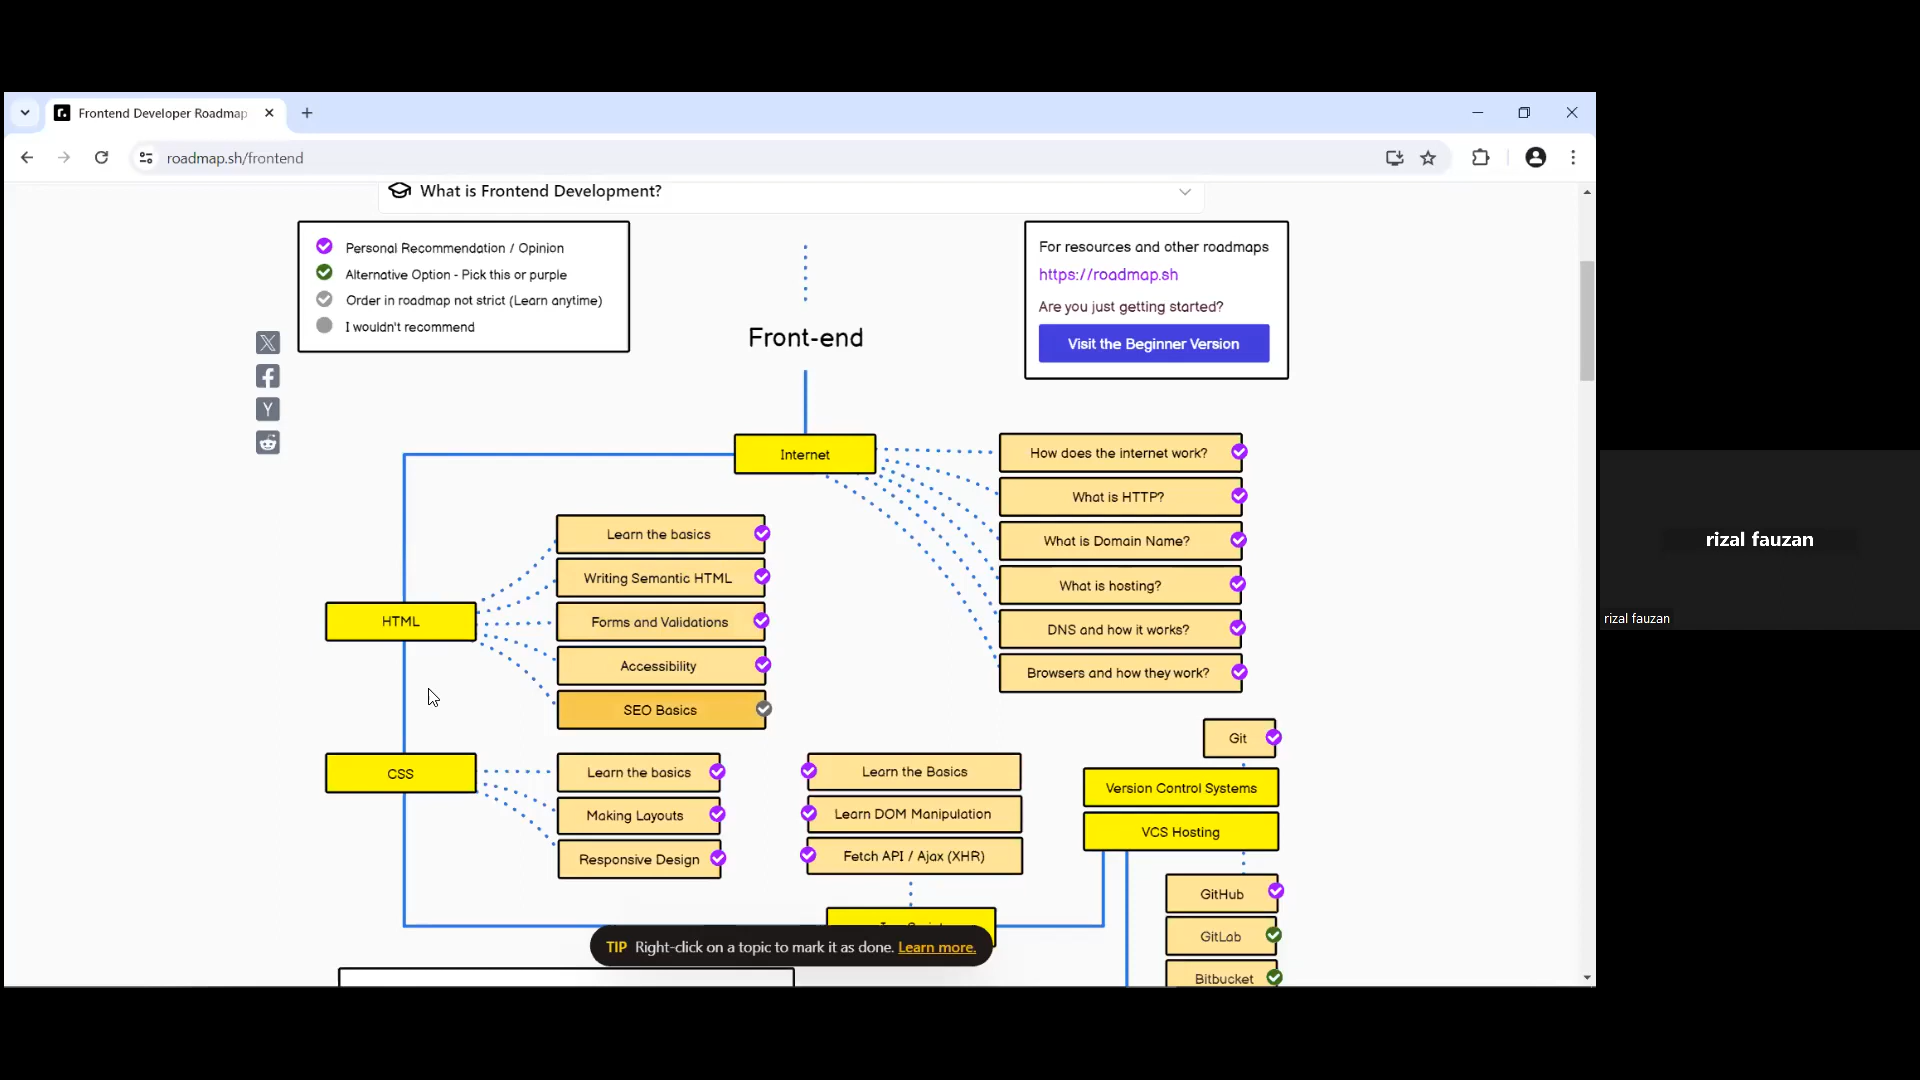 Frontend Developer Roadmap
roadmap.sh/frontend
What is Frontend Development?
Personal Recommendation / Opinion
Alternative Option - Pick this or purple
Order in roadmap not strict (Learn anytime)
I wouldn't recommend
For resources and other roadmaps
https://roadmap.sh
Are you just getting started?
Visit the Beginner Version
Front-end
Internet
How does the internet work?
What is HTTP?
What is Domain Name?
What is hosting?
DNS and how it works?
Browsers and how they work?
HTML
Learn the basics
Writing Semantic HTML
Forms and Validations
Accessibility
SEO Basics
CSS
Learn the basics
Making Layouts
Responsive Design
Learn the Basics
Learn DOM Manipulation
Fetch API / Ajax (XHR)
Git
Version Control Systems
VCS Hosting
GitHub
GitLab
Bitbucket
TIP Right-click on a topic to mark it as done. Learn more.
rizal fauzan
rizal fauzan